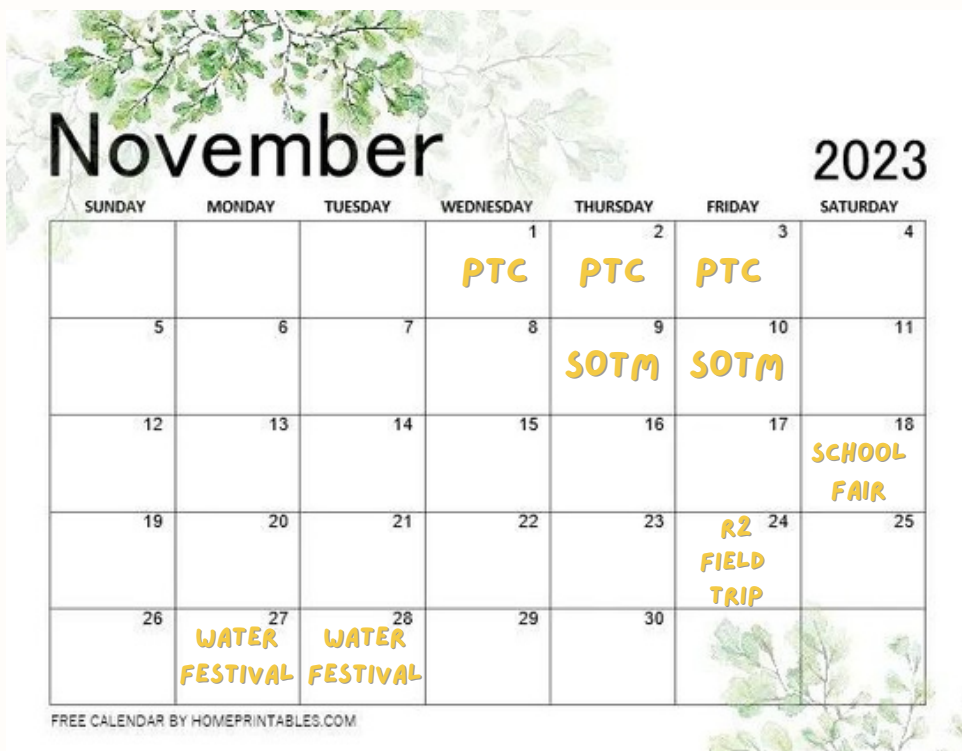 November 2023
SUNDAY MONDAY TUESDAY WEDNESDAY THURSDAY FRIDAY SATURDAY
1 2 3 4
PTC PTC PTC
5 6 7 8 9 10 11
SOTM SOTM
12 13 14 15 16 17 18
SCHOOL
FAIR
19 20 21 22 23 24 25
R2
FIELD
TRIP
26 27 28 29 30
WATER WATER
FESTIVAL FESTIVAL
FREE CALENDAR BY HOMEPRINTABLES.COM